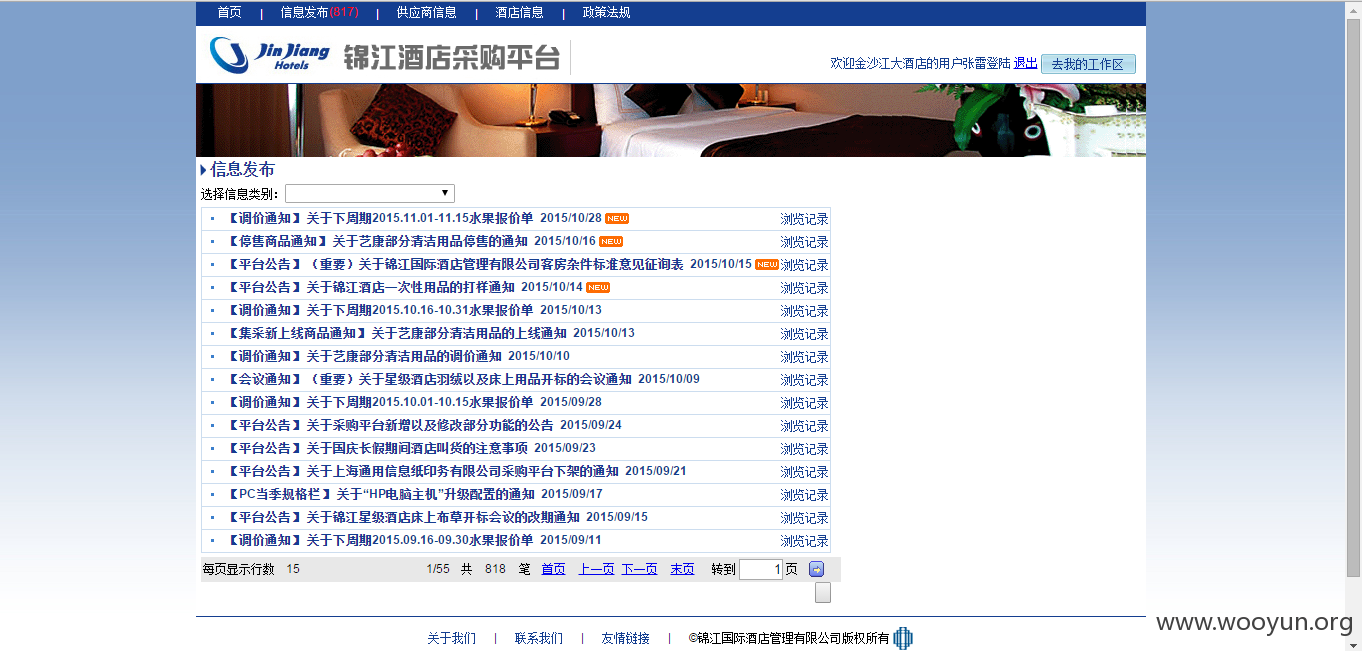 首页 | 信息发布(817) | 供应商信息 | 酒店信息 | 政策法规
JinJiang Hotels 锦江酒店采购平台
欢迎金沙江大酒店的用户张雷登陆 退出 去我的工作区
信息发布
选择信息类别：
【调价通知】关于下周期2015.11.01-11.15水果报价单 2015/10/28 NEW 浏览记录
【停售商品通知】关于艺康部分清洁用品停售的通知 2015/10/16 NEW 浏览记录
【平台公告】（重要）关于锦江国际酒店管理有限公司客房杂件标准意见征询表 2015/10/15 NEW 浏览记录
【平台公告】关于锦江酒店一次性用品的打样通知 2015/10/14 NEW 浏览记录
【调价通知】关于下周期2015.10.16-10.31水果报价单 2015/10/13 浏览记录
【集采新上线商品通知】关于艺康部分清洁用品的上线通知 2015/10/13 浏览记录
【调价通知】关于艺康部分清洁用品的调价通知 2015/10/10 浏览记录
【会议通知】（重要）关于星级酒店羽绒以及床上用品开标的会议通知 2015/10/09 浏览记录
【调价通知】关于下周期2015.10.01-10.15水果报价单 2015/09/28 浏览记录
【平台公告】关于采购平台新增以及修改部分功能的公告 2015/09/24 浏览记录
【平台公告】关于国庆长假期间酒店叫货的注意事项 2015/09/23 浏览记录
【平台公告】关于上海通用信息纸印务有限公司采购平台下架的通知 2015/09/21 浏览记录
【PC当季规格栏】关于“HP电脑主机”升级配置的通知 2015/09/17 浏览记录
【平台公告】关于锦江星级酒店床上布草开标会议的改期通知 2015/09/15 浏览记录
【调价通知】关于下周期2015.09.16-09.30水果报价单 2015/09/11 浏览记录
每页显示行数 15 1/55 共 818 笔 首页 上一页 下一页 末页 转到 1 页
关于我们 | 联系我们 | 友情链接 | ©锦江国际酒店管理有限公司版权所有
www.wooyun.org